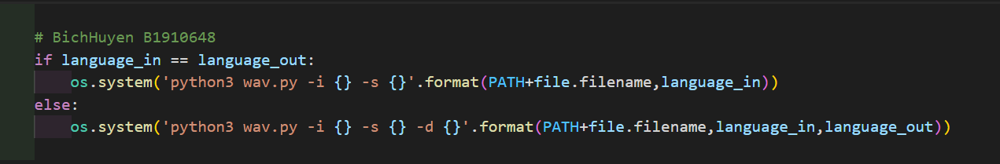 # BichHuyen B1910648
if language_in == language_out:
    os.system('python3 wav.py -i {} -s {}'.format(PATH+file.filename,language_in))
else:
    os.system('python3 wav.py -i {} -s {} -d {}'.format(PATH+file.filename,language_in,language_out))